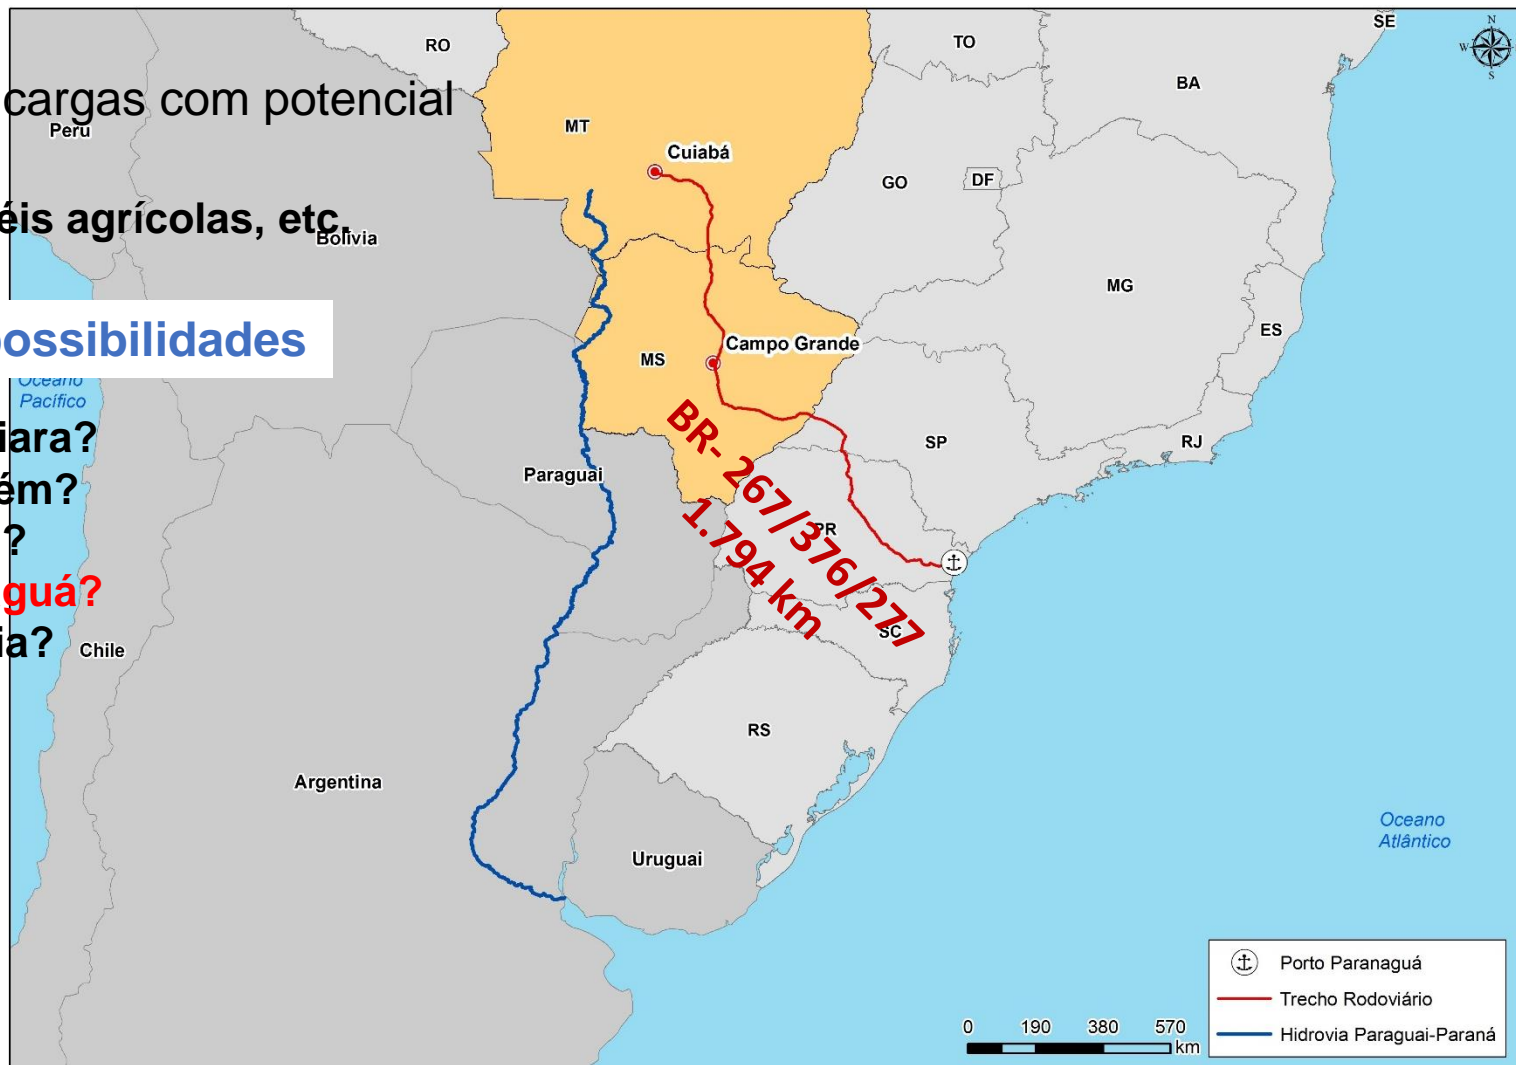 SE
N
W
S
RO
TO
BA
cargas com potencial
Peru
MT
Cuiabá
GO
DF
éis agrícolas, etc.
Bolívia
MG
possibilidades
ES
Campo Grande
MS
Oceano
Pacífico
iara?
SP
RJ
ém?
Paraguai
?
PR
BR- 267/376/277
1.794 km
guá?
ia?
Chile
SC
RS
Argentina
Uruguai
Oceano
Atlântico
Porto Paranaguá
Trecho Rodoviário
Hidrovia Paraguai-Paraná
0 190 380 570
km